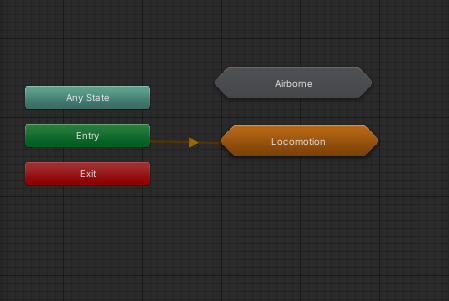 Any State
Airborne
Entry
Locomotion
Exit